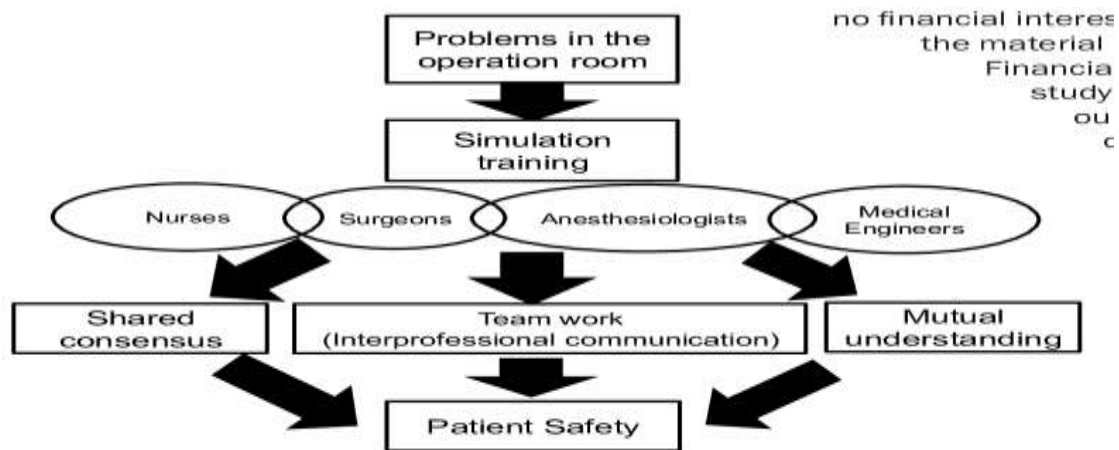 no financial interes
the material
Financia
study
ou
Problems in the
operation room
Simulation
training
Nurses
Surgeons
Anesthesiologists
Medical
Engineers
Shared
consensus
Team work
(Interprofessional communication)
Mutual
understanding
Patient Safety